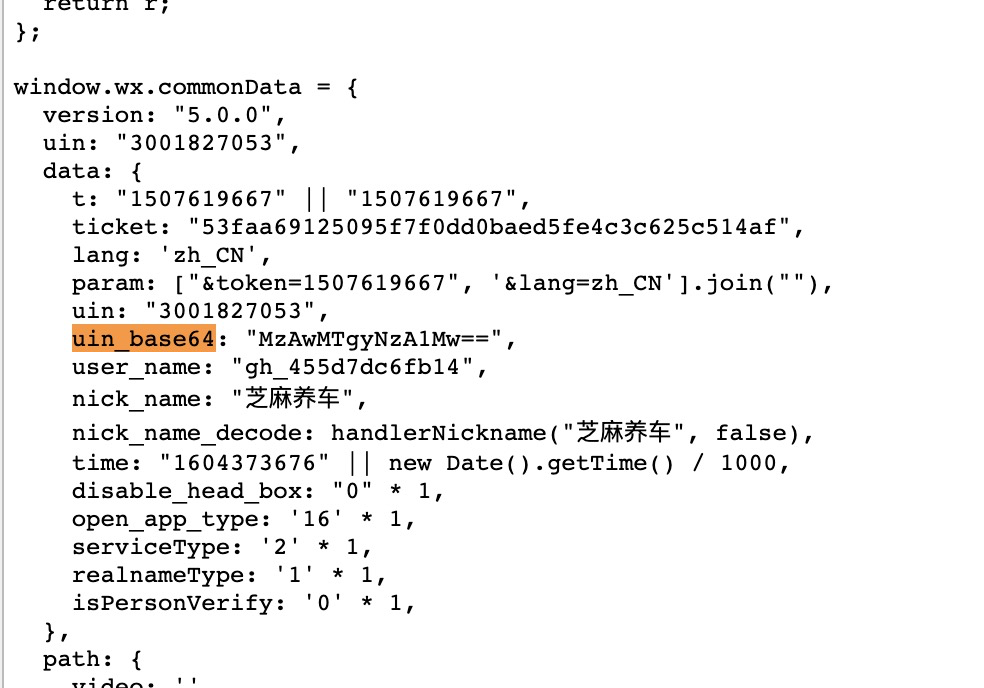 return r;
};
window.wx.commonData = {
version: "5.0.0",
uin: "3001827053",
data: {
t: "1507619667" || "1507619667",
ticket: "53faa69125095f7f0dd0baed5fe4c3c625c514af",
lang: 'zh_CN',
param: ["&token=1507619667", '&lang=zh_CN'].join(""),
uin: "3001827053",
uin_base64: "MzAwMTgyNzA1Mw==",
user_name: "gh_455d7dc6fb14",
nick_name: "芝麻养车",
nick_name_decode: handlerNickname("芝麻养车", false),
time: "1604373676" || new Date().getTime() / 1000,
disable_head_box: "0" * 1,
open_app_type: '16' * 1,
serviceType: '2' * 1,
realnameType: '1' * 1,
isPersonVerify: '0' * 1,
},
path: {
video: ''